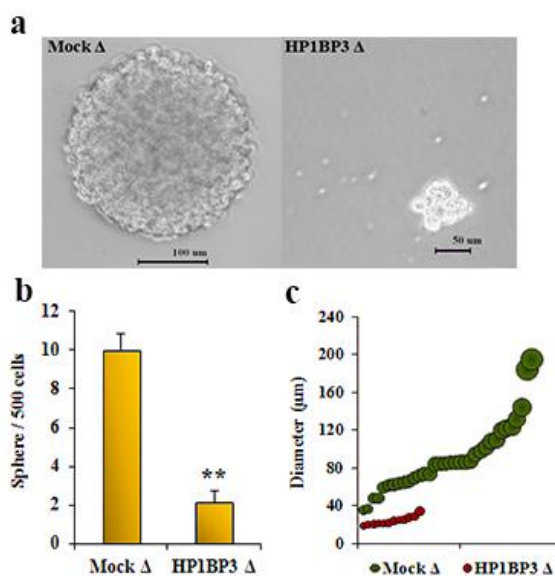 a
Mock Δ
HP1BP3 Δ
100 um
50 um
b
Sphere / 500 cells
12
10
8
6
4
2
0
**
Mock Δ
HP1BP3 Δ
c
Diameter (µm)
240
200
160
120
80
40
0
Mock Δ
HP1BP3 Δ